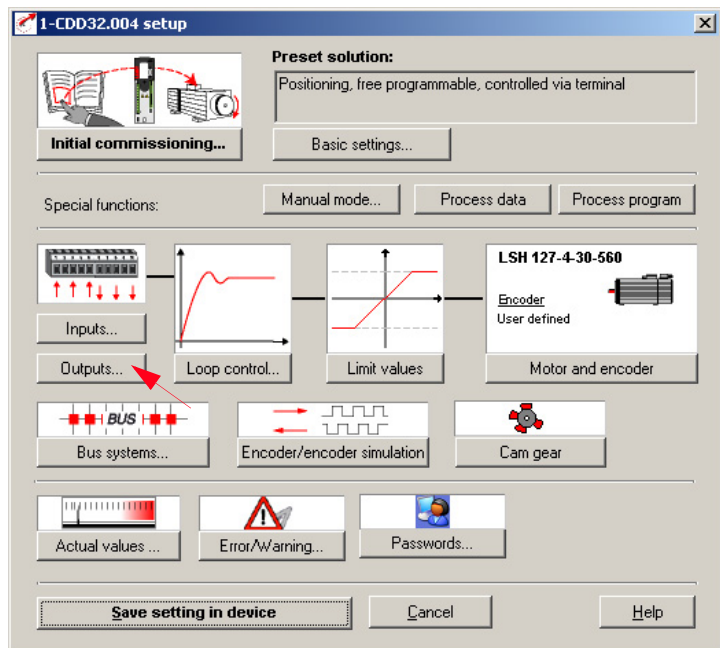 1-CDD32.004 setup
Preset solution:
Positioning, free programmable, controlled via terminal
Initial commissioning...
Basic settings...
Special functions:
Manual mode...
Process data
Process program
Inputs...
Outputs...
Loop control...
Limit values
LSH 127-4-30-560
Encoder
User defined
Motor and encoder
BUS
Bus systems...
Encoder/encoder simulation
Cam gear
Actual values ...
Error/Warning...
Passwords...
Save setting in device
Cancel
Help